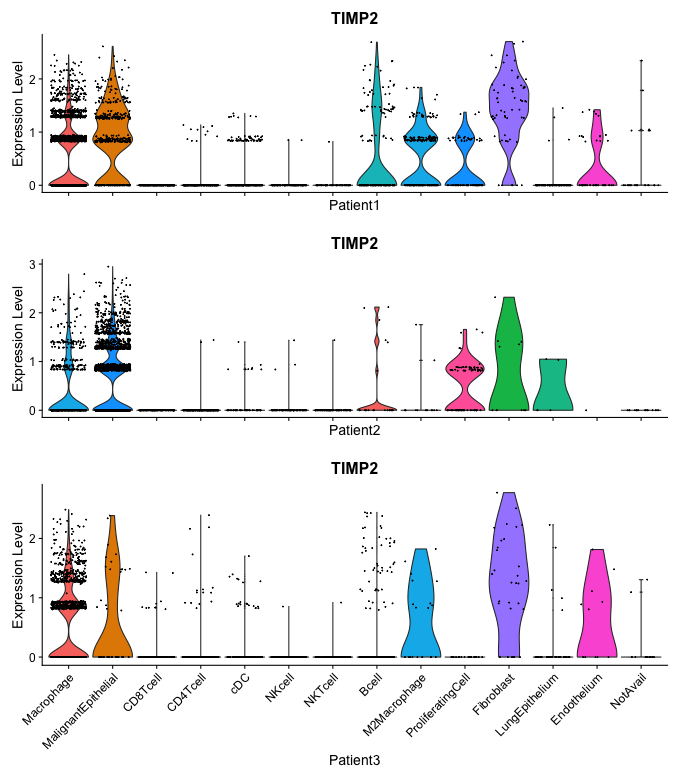 TIMP2
Expression Level
2
1
0
Patient1
TIMP2
Expression Level
3
2
1
0
Patient2
TIMP2
Expression Level
2
1
0
Macrophage
MalignantEpithelial
CD8Tcell
CD4Tcell
cDC
NKcell
NKTcell
Bcell
M2Macrophage
ProliferatingCell
Fibroblast
LungEpithelium
Endothelium
NotAvail
Patient3